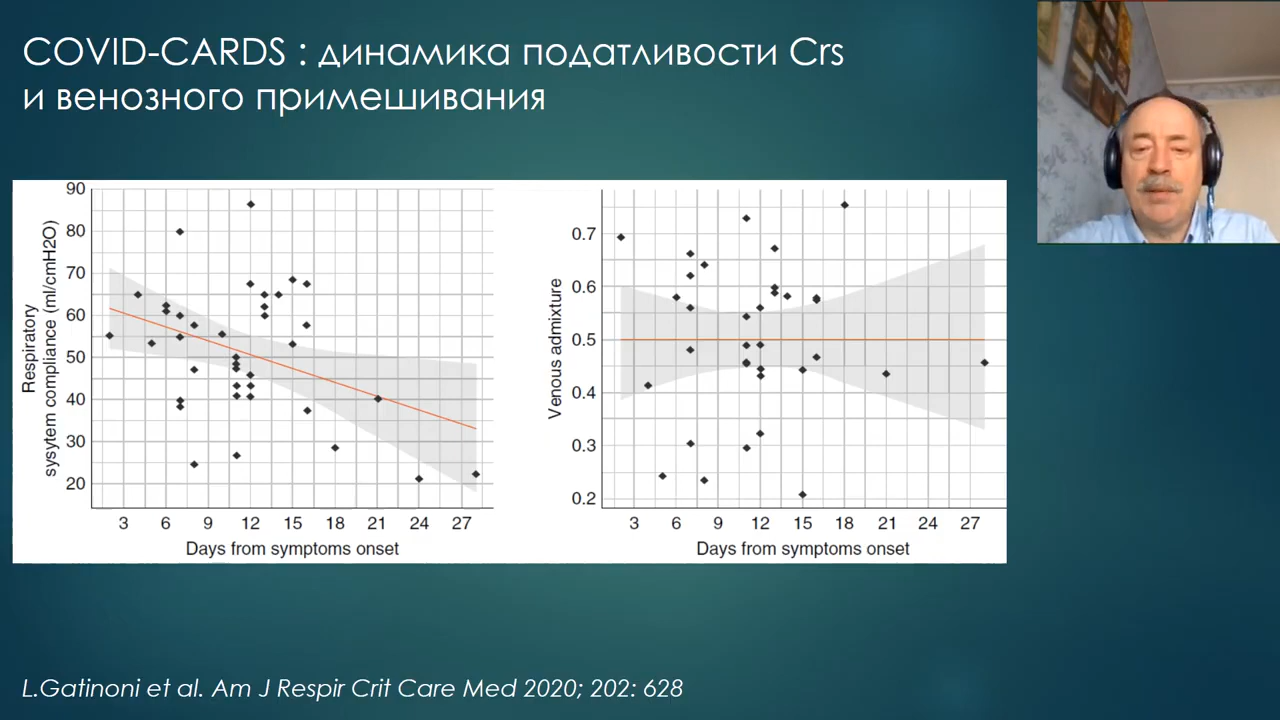 COVID-CARDS : динамика податливости Crs
и венозного примешивания
90
80
70
60
50
40
30
20
Respiratory
sysytem compliance (ml/cmH2O)
3 6 9 12 15 18 21 24 27
Days from symptoms onset
0.7
0.6
0.5
0.4
0.3
0.2
Venous admixture
3 6 9 12 15 18 21 24 27
Days from symptoms onset
L.Gatinoni et al. Am J Respir Crit Care Med 2020; 202: 628